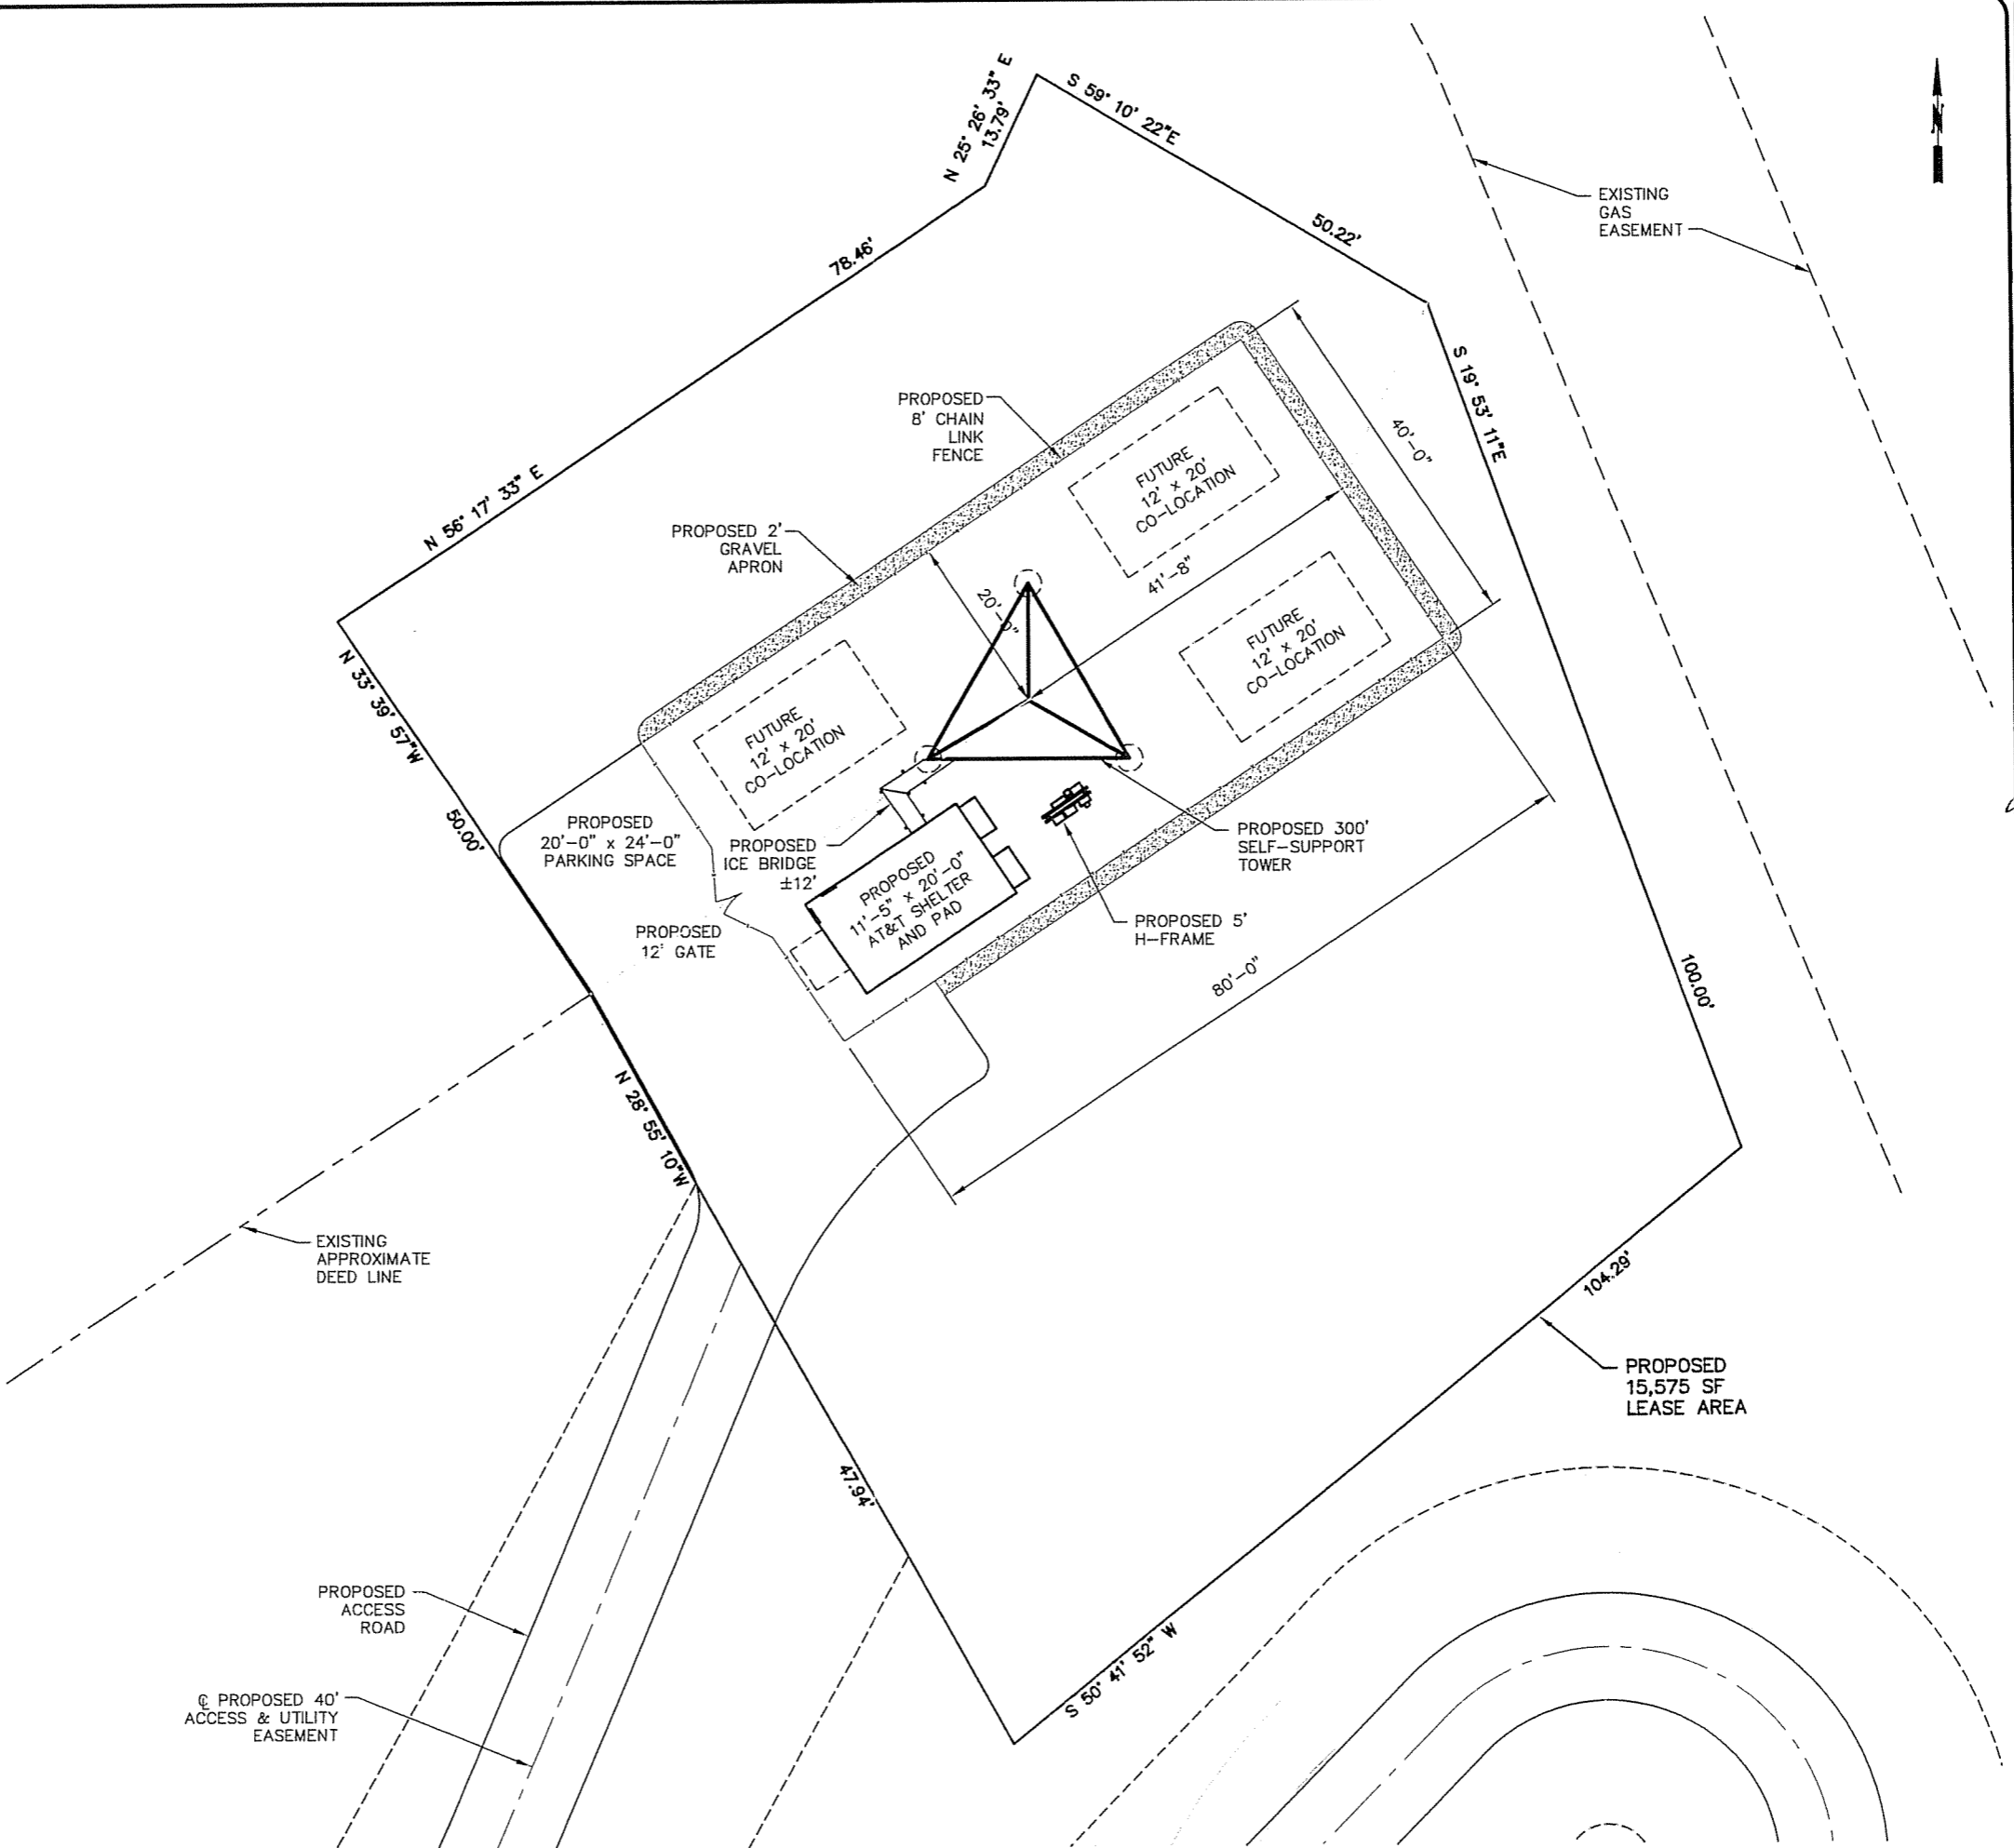 N 25° 26' 33" E
13.79'
S 59° 10' 22"E
50.22'
N
EXISTING
GAS
EASEMENT
78.46'
N 56° 17' 33" E
S 19° 53' 11"E
100.00'
PROPOSED
8' CHAIN
LINK
FENCE
FUTURE
12' x 20'
CO-LOCATION
40'-0"
41'-8"
PROPOSED 2'
GRAVEL
APRON
20'-0"
FUTURE
12' x 20'
CO-LOCATION
FUTURE
12' x 20'
CO-LOCATION
N 33° 39' 57"W
50.00'
PROPOSED
20'-0" x 24'-0"
PARKING SPACE
PROPOSED
ICE BRIDGE
±12'
PROPOSED
11'-5" x 20'-0"
AT&T SHELTER
AND PAD
PROPOSED 300'
SELF-SUPPORT
TOWER
PROPOSED
12' GATE
PROPOSED 5'
H-FRAME
80'-0"
N 28° 55' 10"W
47.94'
EXISTING
APPROXIMATE
DEED LINE
104.29'
S 50° 41' 52" W
PROPOSED
15,575 SF
LEASE AREA
PROPOSED
ACCESS
ROAD
℄ PROPOSED 40'
ACCESS & UTILITY
EASEMENT